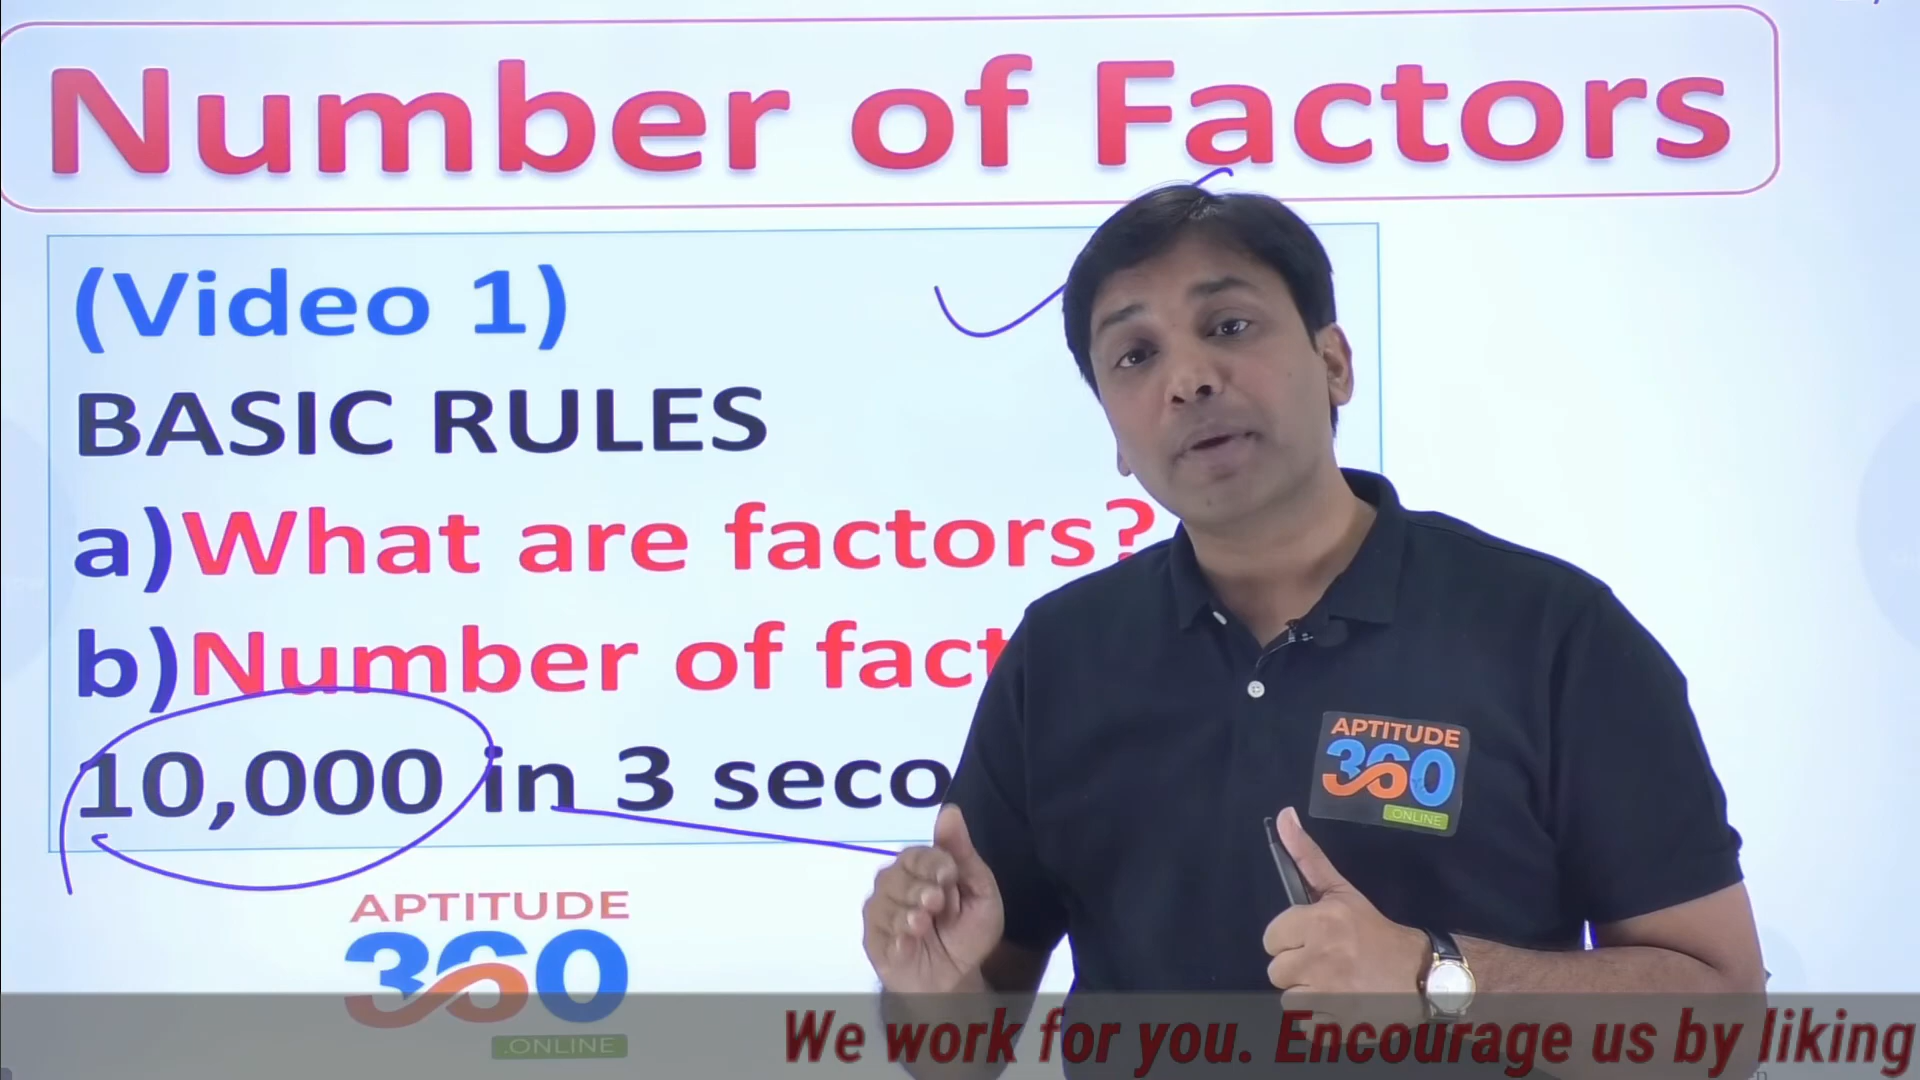 Number of Factors
(Video 1)
BASIC RULES
a)What are factors?
b)Number of fact
10,000 in 3 seco
APTITUDE
360
.ONLINE
APTITUDE
360
.ONLINE
We work for you. Encourage us by liking